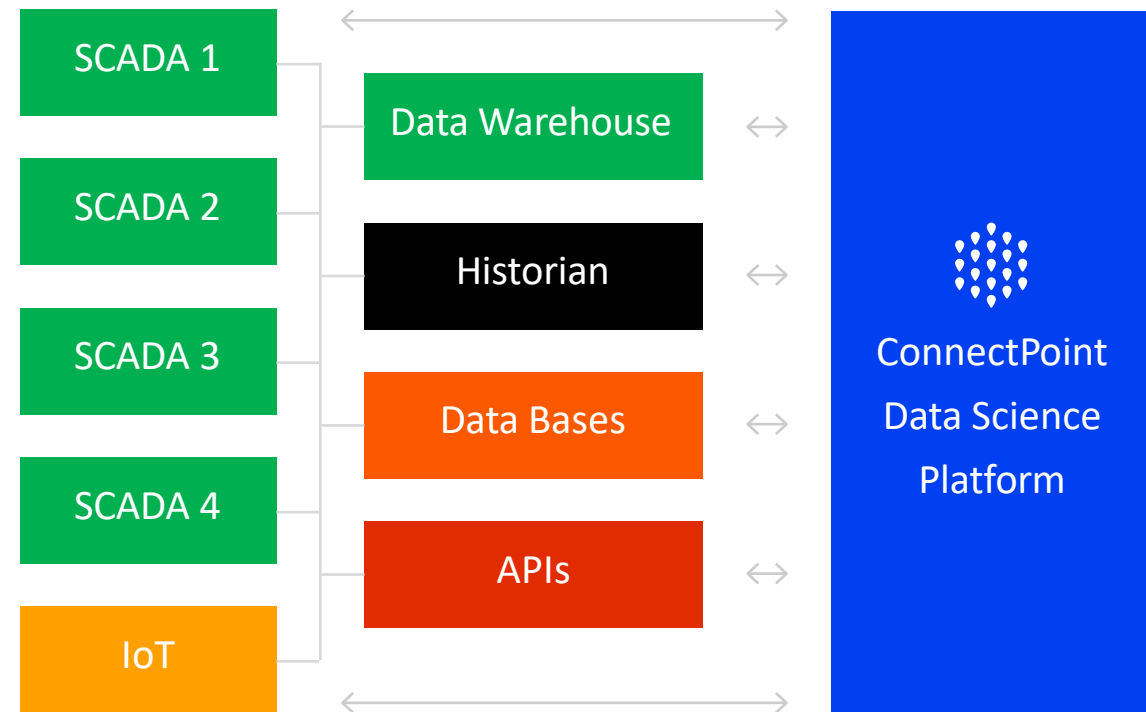 SCADA 1
SCADA 2
SCADA 3
SCADA 4
IoT
Data Warehouse
Historian
Data Bases
APIs
ConnectPoint
Data Science
Platform